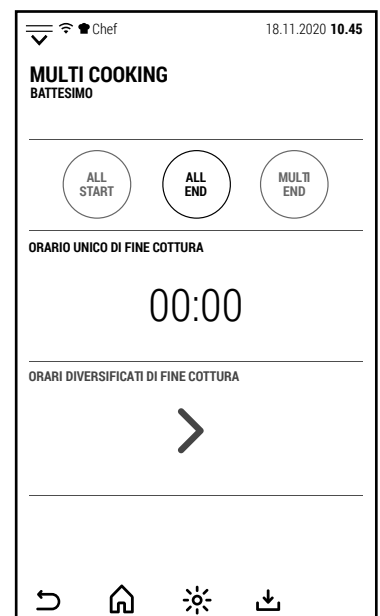 Chef 18.11.2020 10.45
MULTI COOKING
BATTESIMO
ALL START
ALL END
MULTI END
ORARIO UNICO DI FINE COTTURA
00:00
ORARI DIVERSIFICATI DI FINE COTTURA